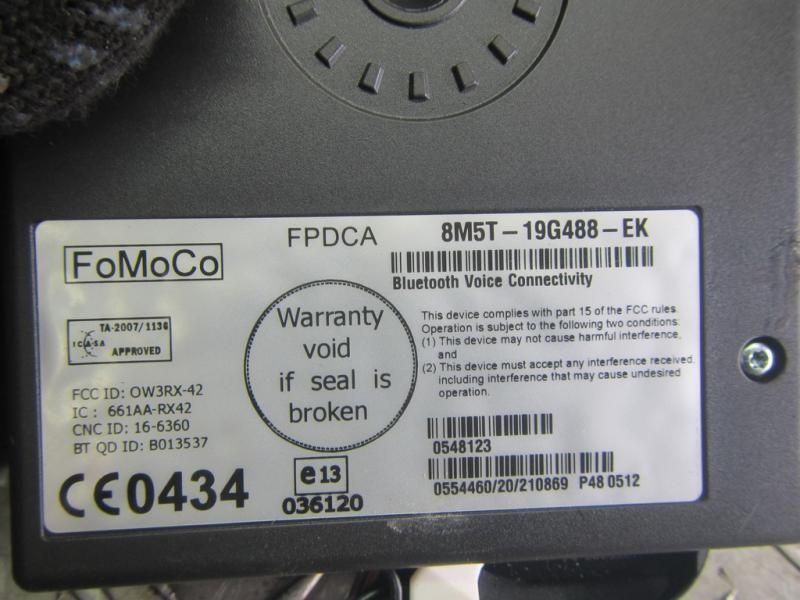 FoMoCo
FPDCA
8M5T-19G488-EK
Bluetooth Voice Connectivity
TA-2007/1136
ICASA
APPROVED
Warranty
void
if seal is
broken
This device complies with part 15 of the FCC rules.
Operation is subject to the following two conditions:
(1) This device may not cause harmful interference,
and
(2) This device must accept any interference received,
including interference that may cause undesired
operation.
FCC ID: OW3RX-42
IC : 661AA-RX42
CNC ID: 16-6360
BT QD ID: B013537
0548123
CE0434
e13
036120
0554460/20/210869 P48 0512